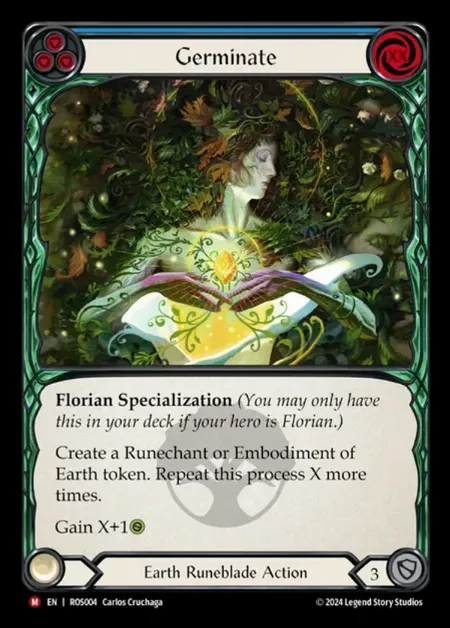 Germinate
XX
Florian Specialization (You may only have
this in your deck if your hero is Florian.)
Create a Runechant or Embodiment of
Earth token. Repeat this process X more
times.
Gain X+1
Earth Runeblade Action
3
M EN | ROS004 Carlos Cruchaga
© 2024 Legend Story Studios